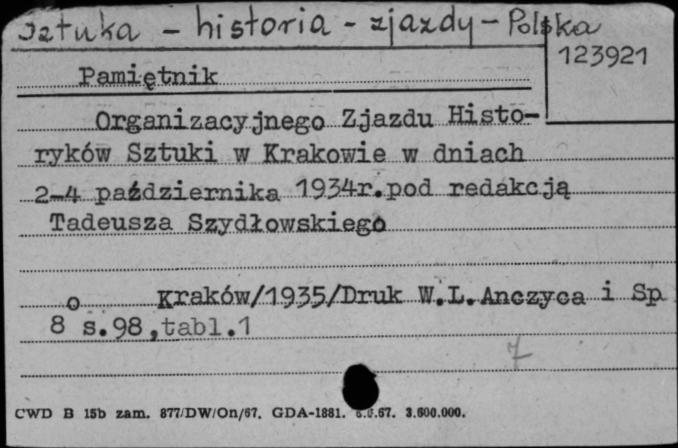 Sztuka - historia - zjazdy - Polska
123921
Pamiętnik
Organizacyjnego Zjazdu Histo-
ryków Sztuki w Krakowie w dniach
2-4 października 1934r.pod redakcją
Tadeusza Szydłowskiego
Kraków/1935/Druk W.L.Anczyca i Sp
8° s.98,tabl.1
7
CWD B 15b zam. 877/DW/On/67. GDA-1881. .67. 3.600.000.